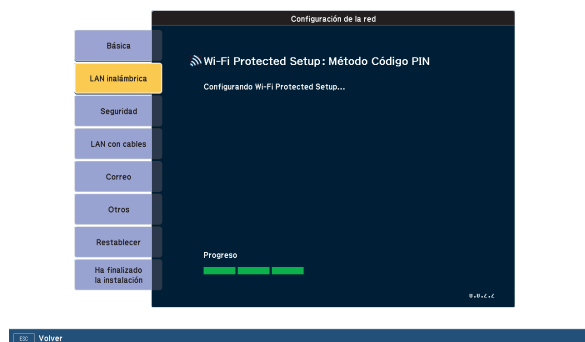 Configuración de la red
Básica
LAN inalámbrica
Seguridad
LAN con cables
Correo
Otros
Restablecer
Ha finalizado
la instalación
Wi-Fi Protected Setup: Método Código PIN
Configurando Wi-Fi Protected Setup...
Progreso
Esc Volver